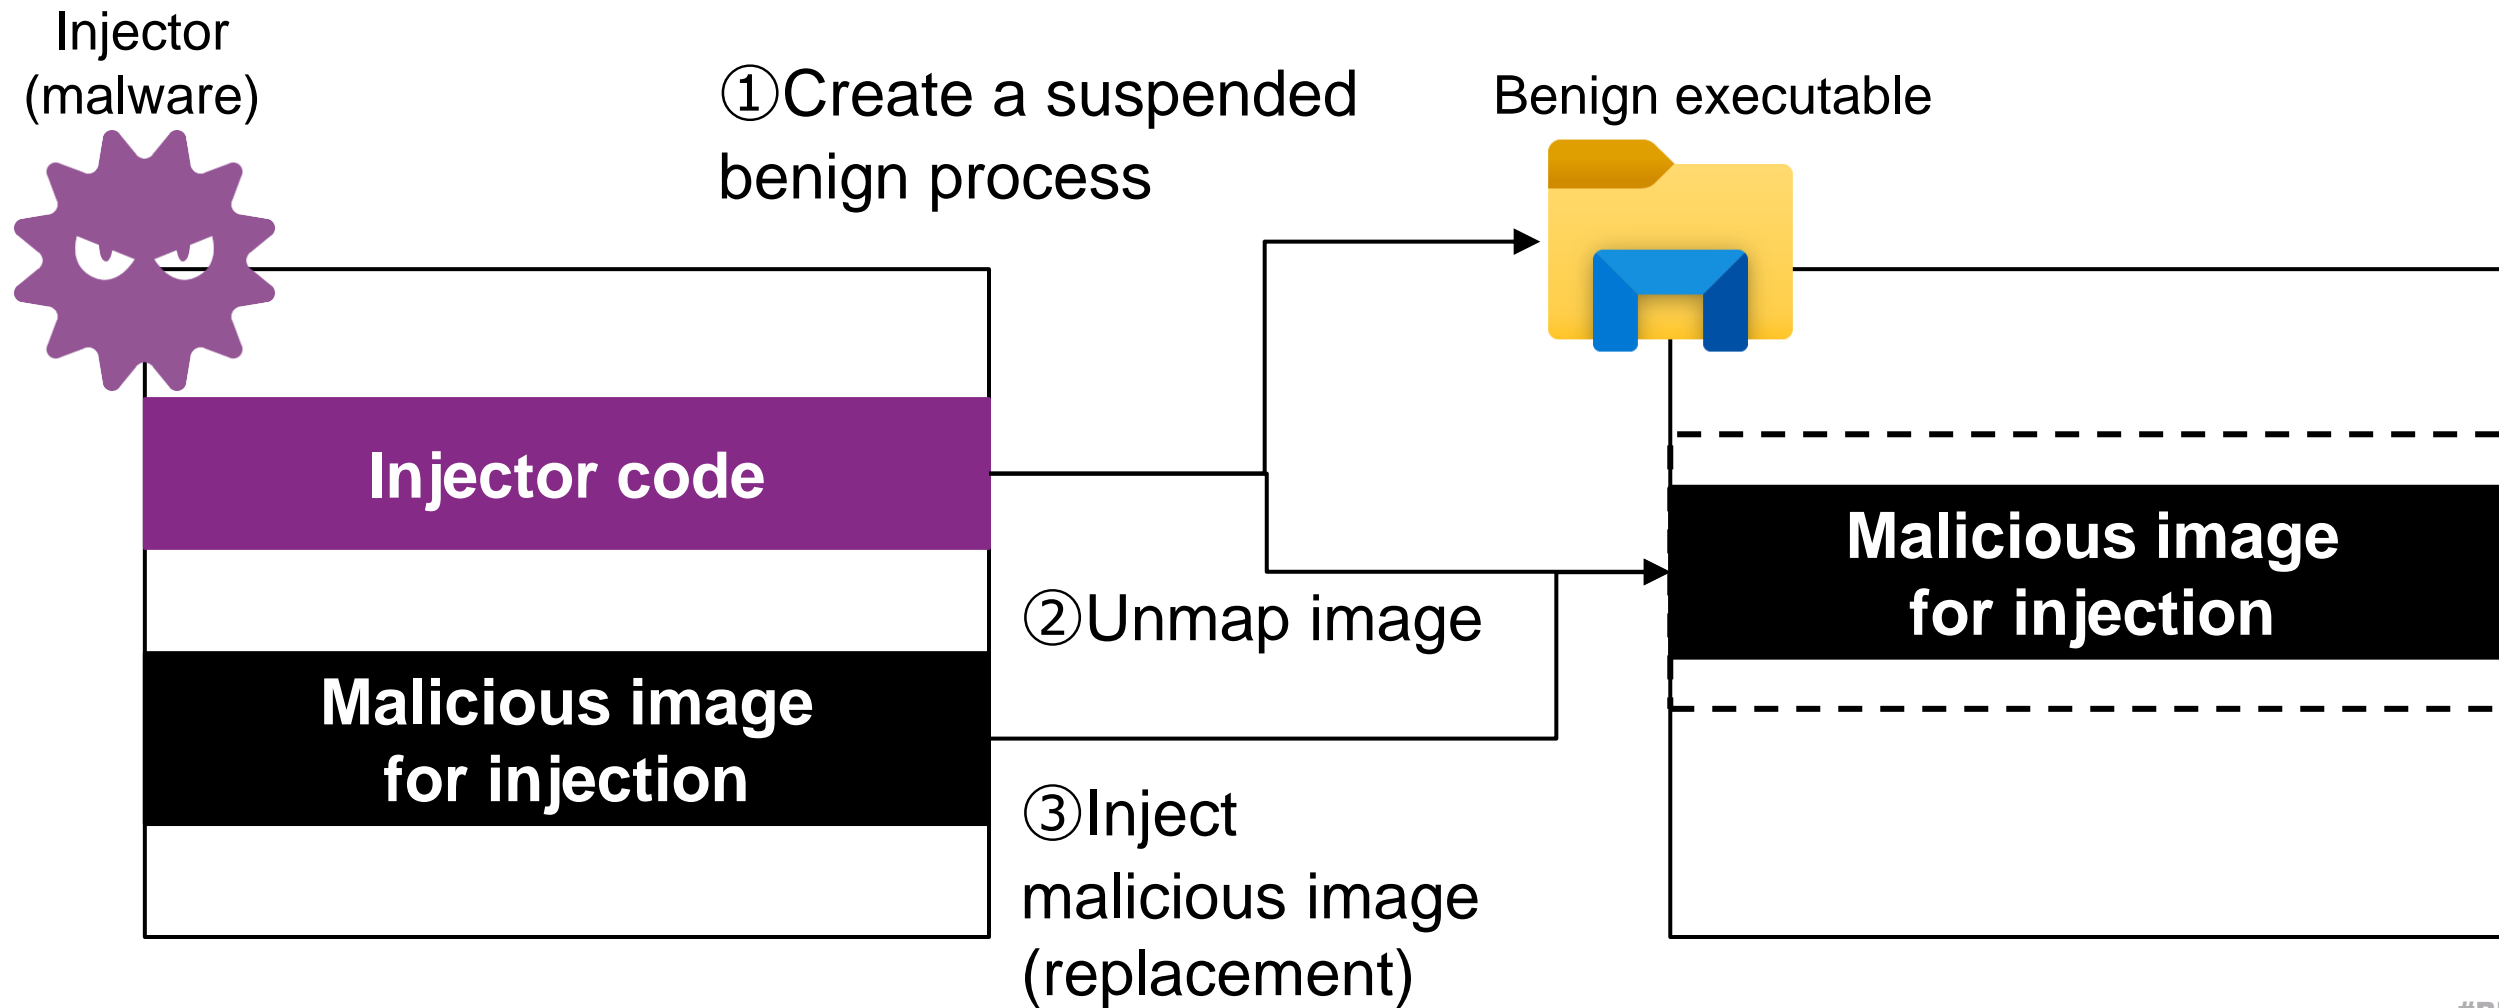 Injector
(malware)
①Create a suspended
benign process
Benign executable
Injector code
Malicious image
for injection
②Unmap image
Malicious image
for injection
③Inject
malicious image
(replacement)